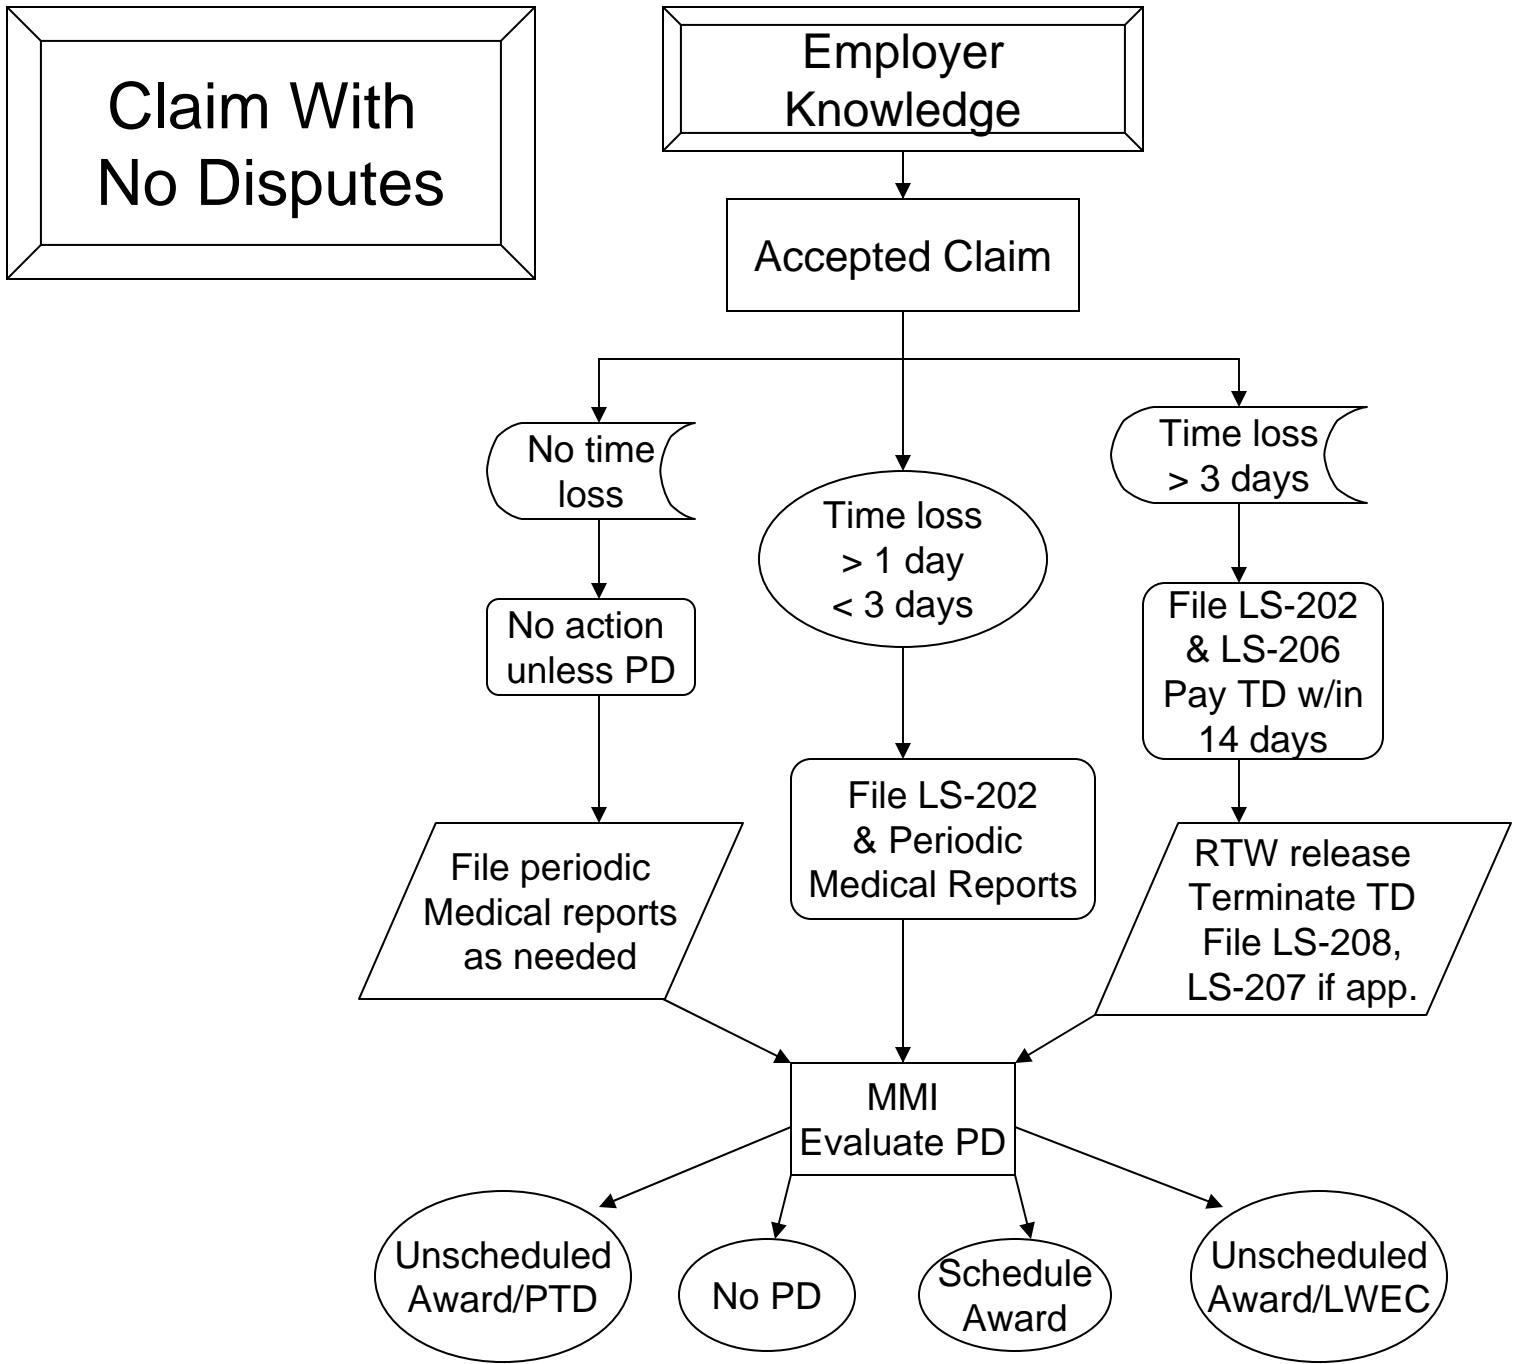 Claim With
No Disputes
Employer
Knowledge
Accepted Claim
No time
loss
Time loss
> 1 day
< 3 days
Time loss
> 3 days
No action
unless PD
File LS-202
& LS-206
Pay TD w/in
14 days
File periodic
Medical reports
as needed
File LS-202
& Periodic
Medical Reports
RTW release
Terminate TD
File LS-208,
LS-207 if app.
MMI
Evaluate PD
Unscheduled
Award/PTD
No PD
Schedule
Award
Unscheduled
Award/LWEC